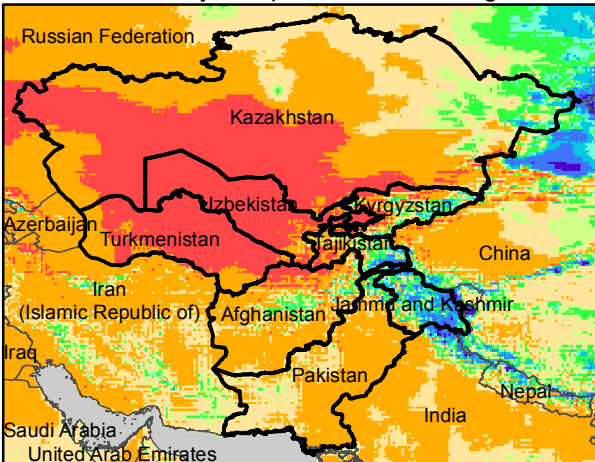 Russian Federation
Kazakhstan
Uzbekistan
Kyrgyzstan
Azerbaijan
Turkmenistan
Tajikistan
China
Iran
(Islamic Republic of)
Afghanistan
Jammu and Kashmir
Iraq
Pakistan
Nepal
India
Saudi Arabia
United Arab Emirates